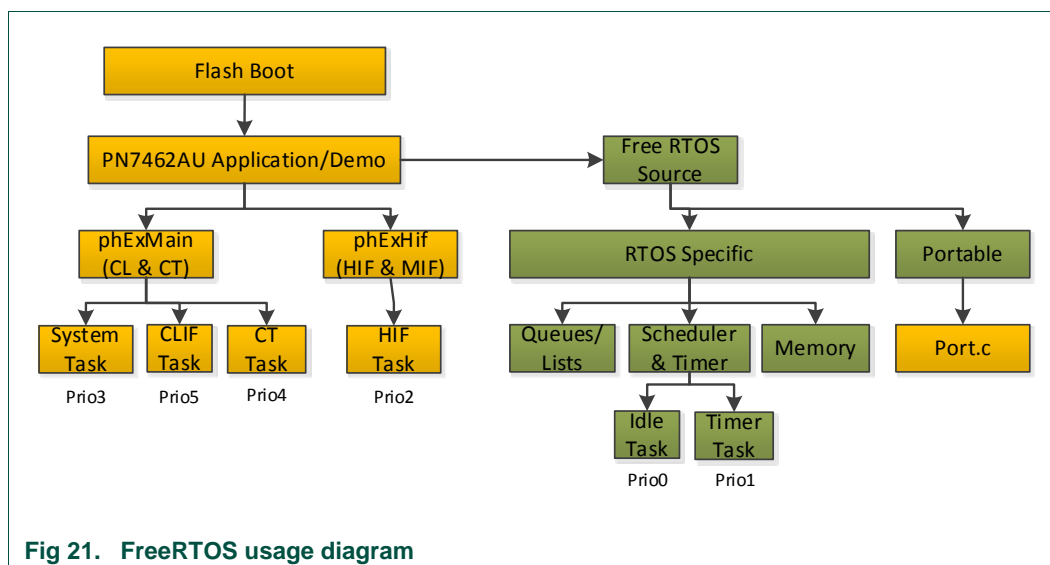 Flash Boot
PN7462AU Application/Demo
Free RTOS
Source
phExMain
(CL & CT)
phExHif
(HIF & MIF)
RTOS Specific
Portable
System
Task
CLIF
Task
CT
Task
HIF
Task
Queues/
Lists
Scheduler
& Timer
Memory
Port.c
Prio3
Prio5
Prio4
Prio2
Idle
Task
Timer
Task
Prio0
Prio1
Fig 21. FreeRTOS usage diagram